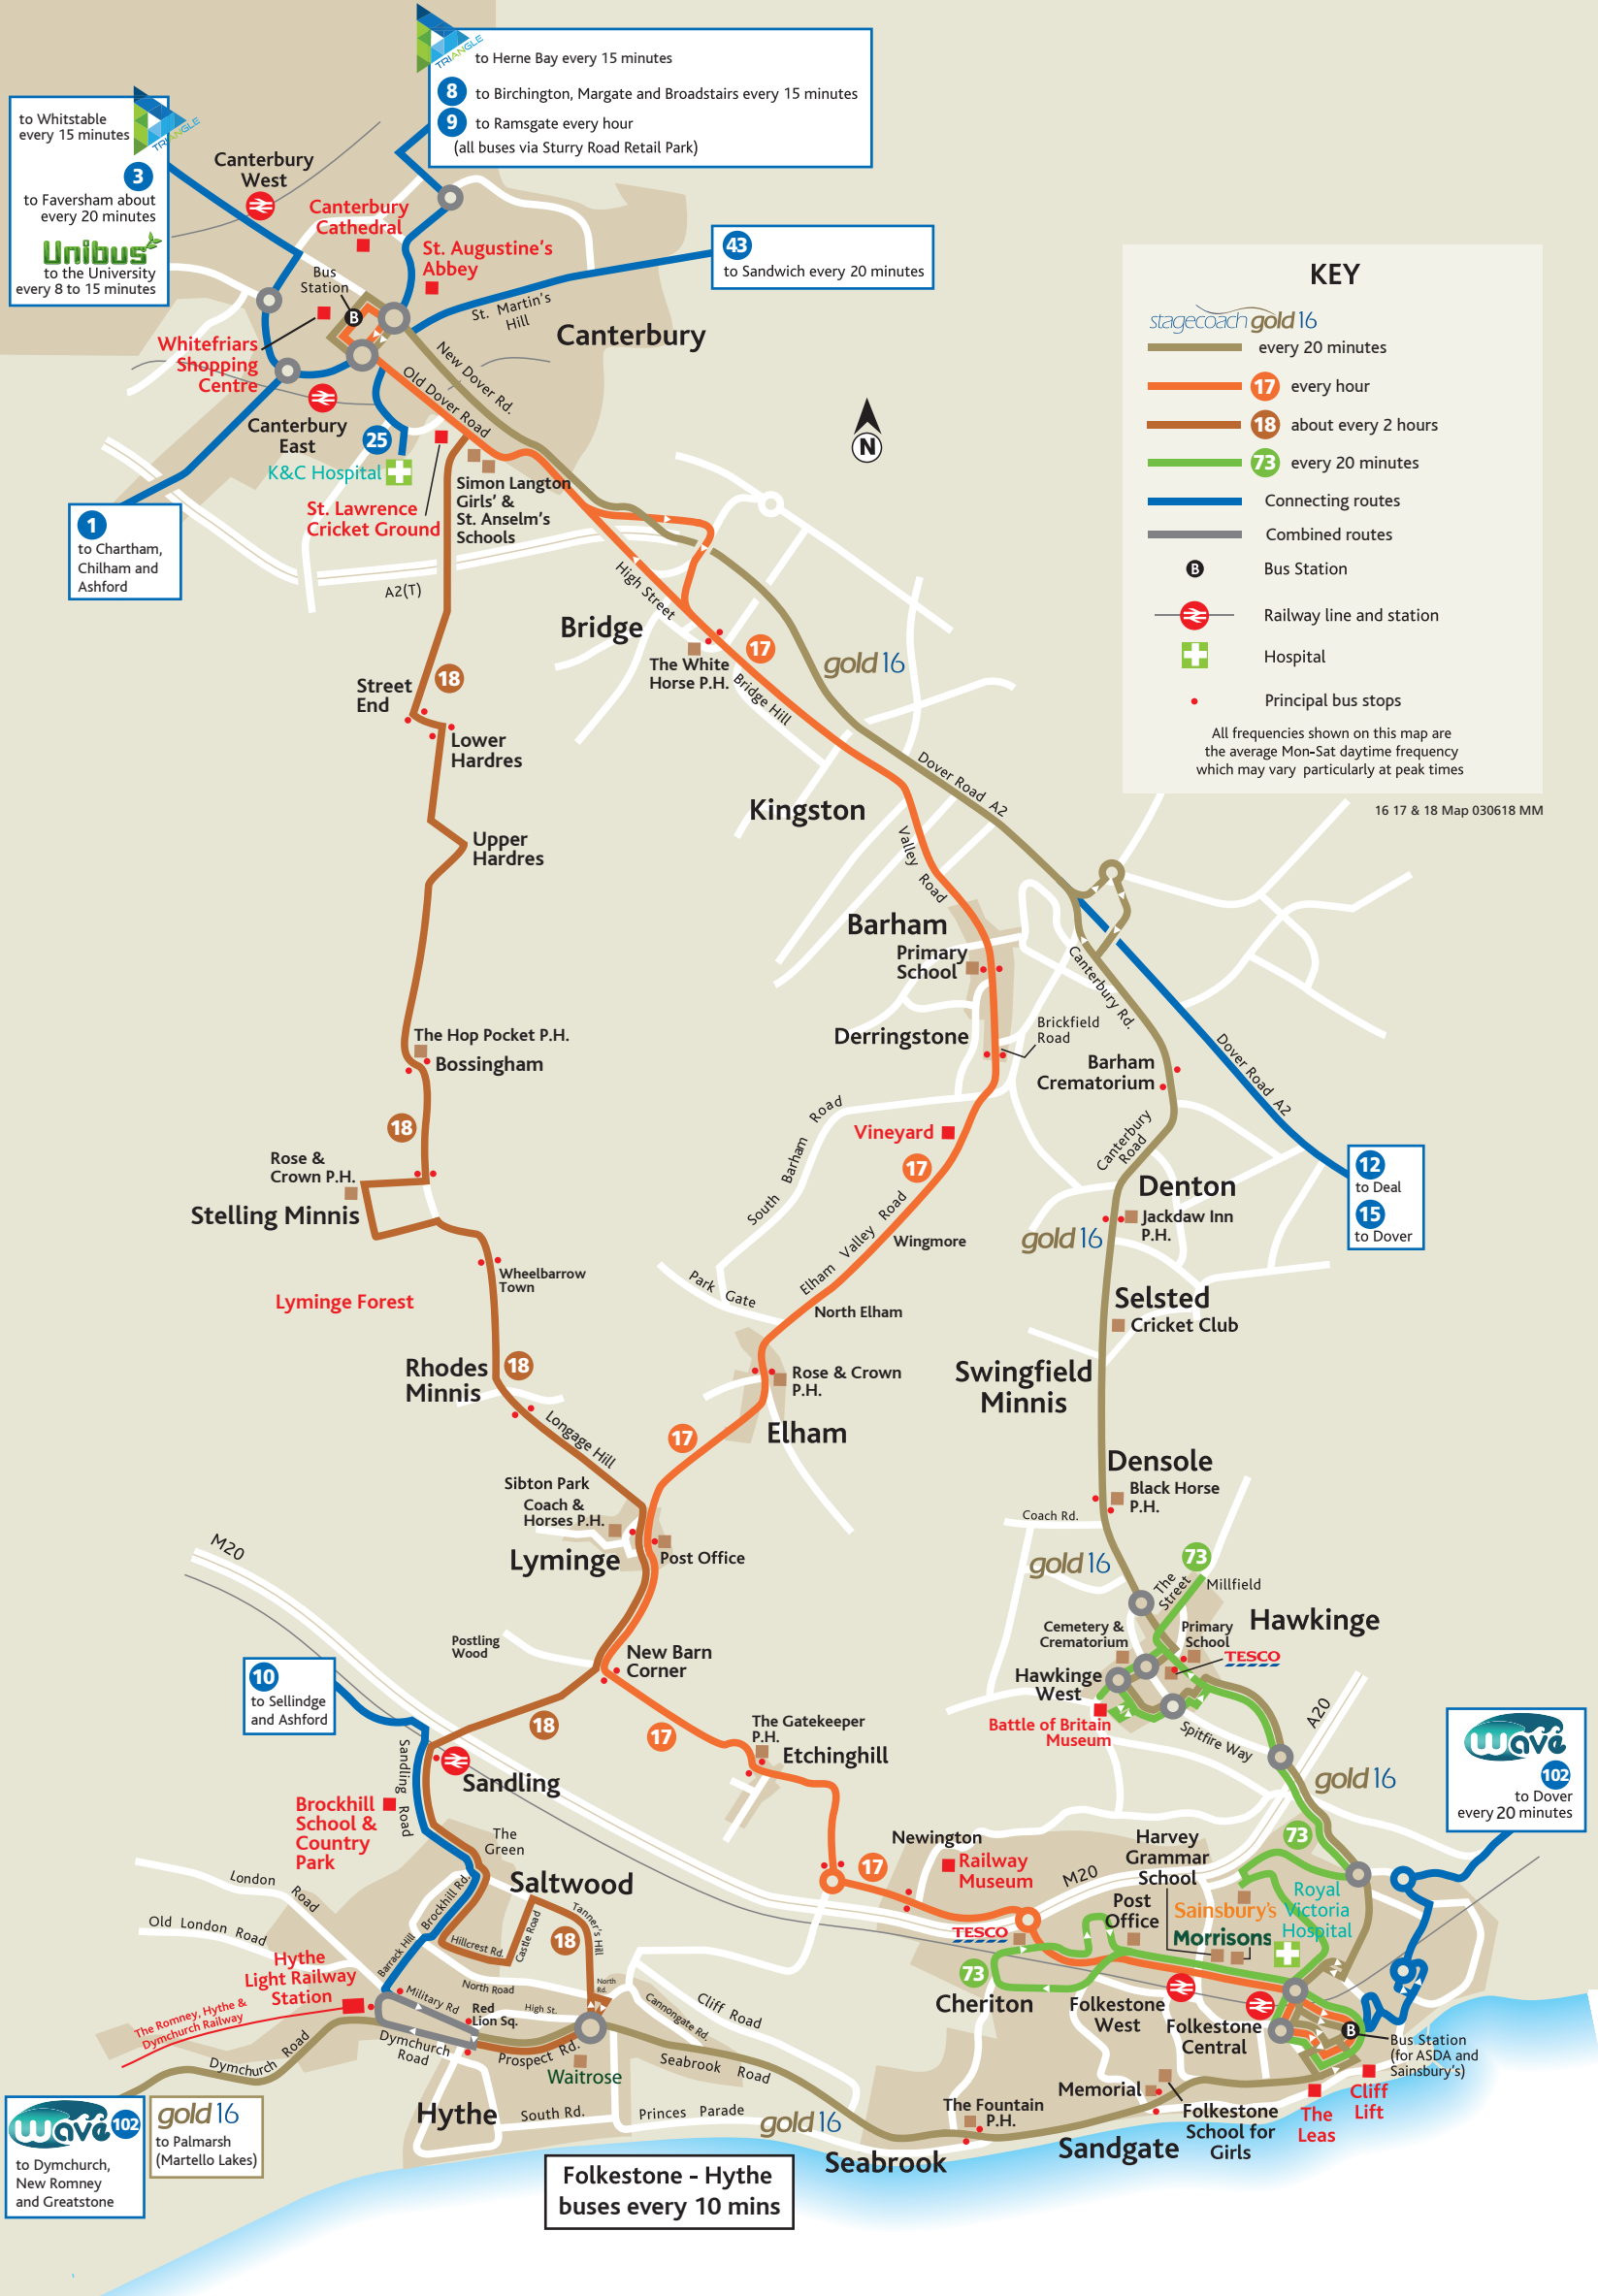 TRIANGLE
to Herne Bay every 15 minutes
8
to Birchington, Margate and Broadstairs every 15 minutes
9
to Ramsgate every hour
(all buses via Sturry Road Retail Park)
to Whitstable
every 15 minutes
TRIANGLE
3
to Faversham about
every 20 minutes
Unibus
to the University
every 8 to 15 minutes
Canterbury
West
Canterbury
Cathedral
St. Augustine's
Abbey
Bus
Station
B
43
to Sandwich every 20 minutes
St. Martin's
Hill
Canterbury
Whitefriars
Shopping
Centre
New Dover Rd.
Old Dover Road
Canterbury
East
25
K&C Hospital
St. Lawrence
Cricket Ground
Simon Langton
Girls' &
St. Anselm's
Schools
1
to Chartham,
Chilham and
Ashford
A2(T)
N
KEY
stagecoach gold 16
every 20 minutes
17
every hour
18
about every 2 hours
73
every 20 minutes
Connecting routes
Combined routes
B
Bus Station
Railway line and station
Hospital
Principal bus stops
All frequencies shown on this map are
the average Mon-Sat daytime frequency
which may vary particularly at peak times
16 17 & 18 Map 030618 MM
High Street
Bridge
The White
Horse P.H.
17
gold 16
Bridge Hill
Street
End
18
Lower
Hardres
Upper
Hardres
Dover Road A2
Kingston
Valley Road
Barham
Primary
School
Canterbury Rd.
Derringstone
Brickfield
Road
Barham
Crematorium
Dover Road A2
The Hop Pocket P.H.
Bossingham
18
Rose &
Crown P.H.
Stelling Minnis
South Barham Road
Vineyard
17
Canterbury
Road
12
to Deal
15
to Dover
Denton
Jackdaw Inn
P.H.
gold 16
Wingmore
Elham Valley Road
Wheelbarrow
Town
Lyminge Forest
Park Gate
North Elham
Selsted
Cricket Club
Rhodes
Minnis
18
Rose & Crown
P.H.
Swingfield
Minnis
Longage Hill
17
Elham
Densole
Black Horse
P.H.
Coach Rd.
Sibton Park
Coach &
Horses P.H.
Lyminge
Post Office
M20
gold 16
73
The
Street
Millfield
Hawkinge
Cemetery &
Crematorium
Primary
School
TESCO
Hawkinge
West
Battle of Britain
Museum
Spitfire Way
A20
Postling
Wood
New Barn
Corner
10
to Sellindge
and Ashford
18
17
The Gatekeeper
P.H.
Etchinghill
Sandling Road
Sandling
gold 16
wave
102
to Dover
every 20 minutes
Brockhill
School &
Country
Park
The
Green
Saltwood
Newington
Railway
Museum
17
M20
Harvey
Grammar
School
73
Post
Office
Sainsbury's
Morrisons
Royal
Victoria
Hospital
TESCO
London Road
Old London Road
Brockhill Rd.
Hillcrest Rd.
Castle Road
Tanner's Hill
18
Barrack Hill
Hythe
Light Railway
Station
North Road
North
Rd.
Military Rd
Red
Lion Sq.
High St.
The Romney, Hythe &
Dymchurch Railway
Dymchurch
Road
Prospect Rd.
Cannongate Rd.
Cliff Road
73
Cheriton
Folkestone
West
Folkestone
Central
B
Bus Station
(for ASDA and
Sainsbury's)
Dymchurch Road
Waitrose
Seabrook Road
Memorial
Cliff
Lift
The
Leas
Folkestone
School for
Girls
wave 102
to Dymchurch,
New Romney
and Greatstone
gold 16
to Palmarsh
(Martello Lakes)
Hythe
South Rd.
Princes Parade
gold 16
The Fountain
P.H.
Seabrook
Sandgate
Folkestone - Hythe
buses every 10 mins